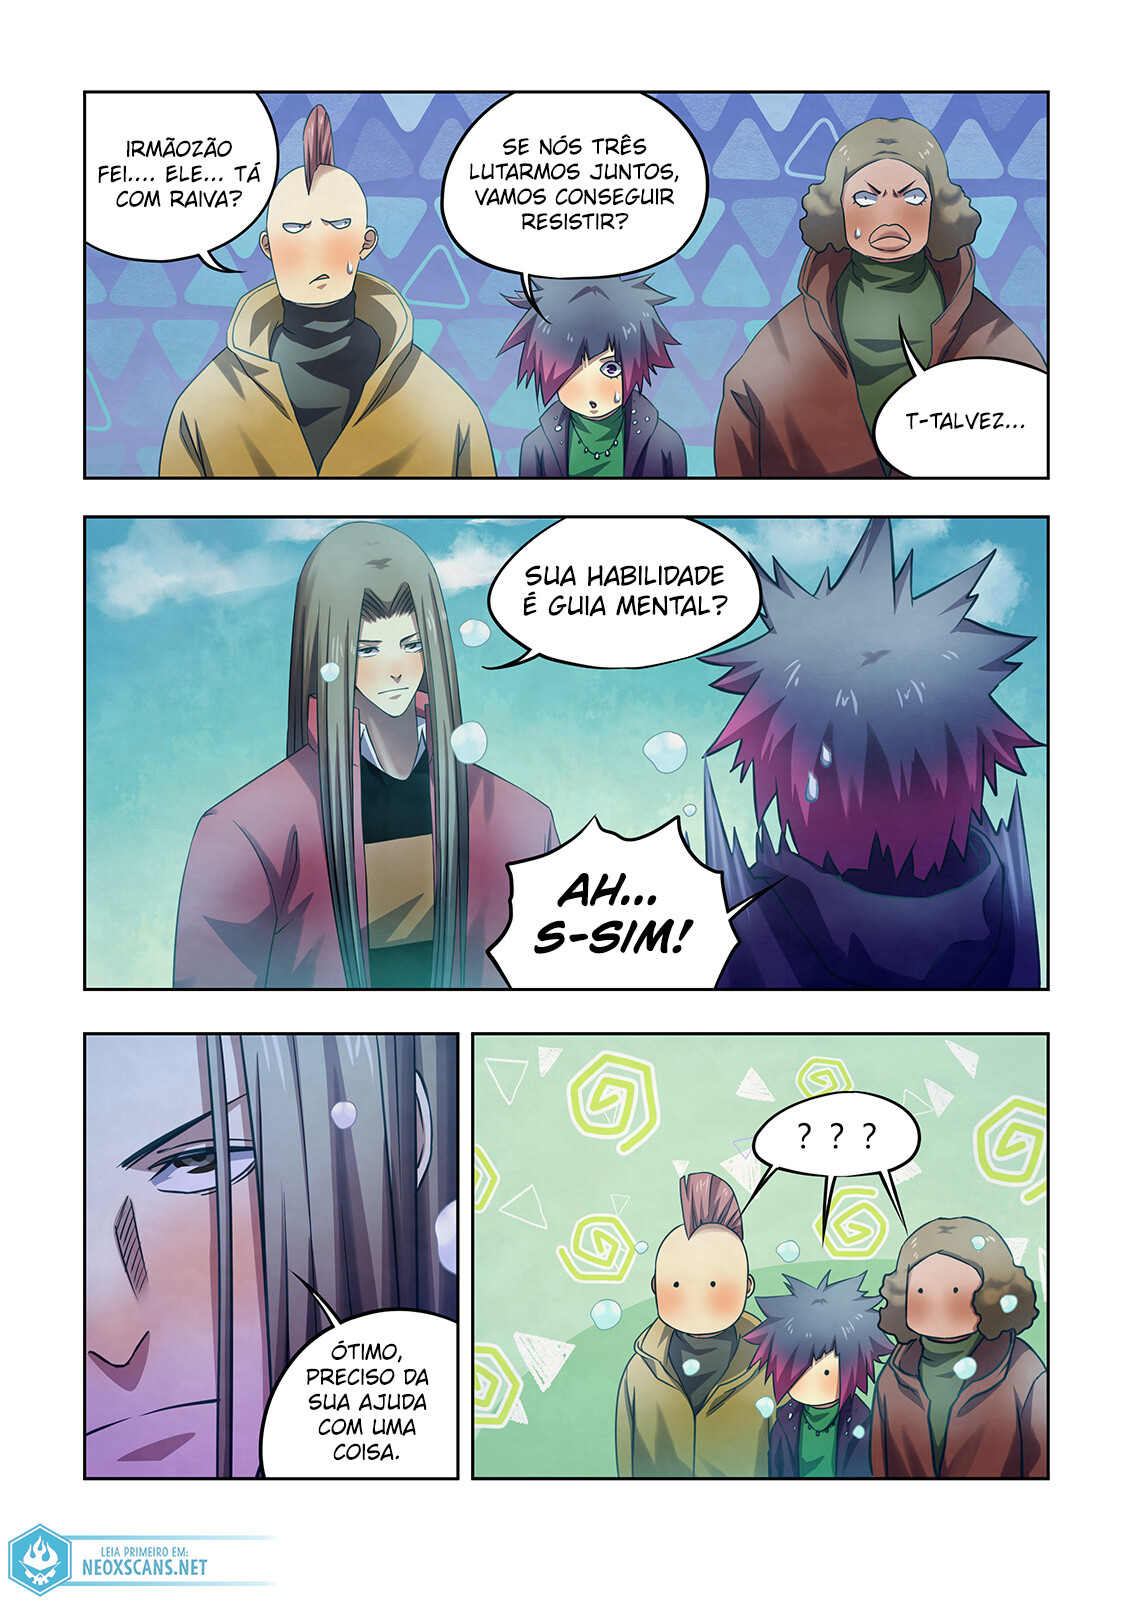 IRMÃOZÃO
FEI.... ELE... TÁ
COM RAIVA?
SE NÓS TRÊS
LUTARMOS JUNTOS,
VAMOS CONSEGUIR
RESISTIR?
T-TALVEZ...
SUA HABILIDADE
É GUIA MENTAL?
AH...
S-SIM!
ÓTIMO,
PRECISO DA
SUA AJUDA
COM UMA
COISA.
? ? ?
LEIA PRIMEIRO EM:
NEOXSCANS.NET